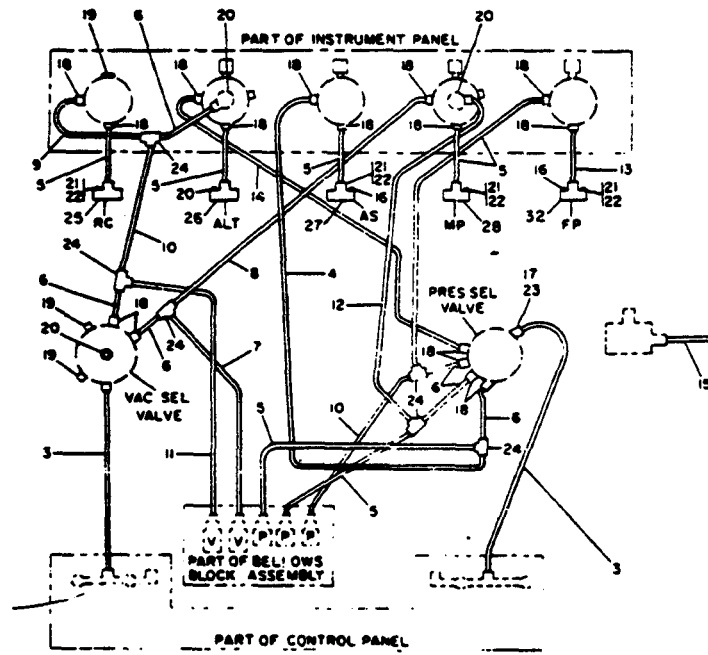 19 6 20 20
PART OF INSTRUMENT PANEL
18 18 18 18 18
18 18 18 18 18
9 24
5 5 14 5 5 13
21 22 21 22 16 21 22 16 21 22
25 RC 20 26 ALT 27 AS MP 28 32 FP
10
24 8 4 17
6 12 23
PRES SEL
VALVE
19 18
20 6 24
19 7 18 6 18 24
VAC SEL
VALVE
15
3 11 5 10 6 24
5
V V P P P
PART OF BELLOWS
BLOCK ASSEMBLY
3
PART OF CONTROL PANEL